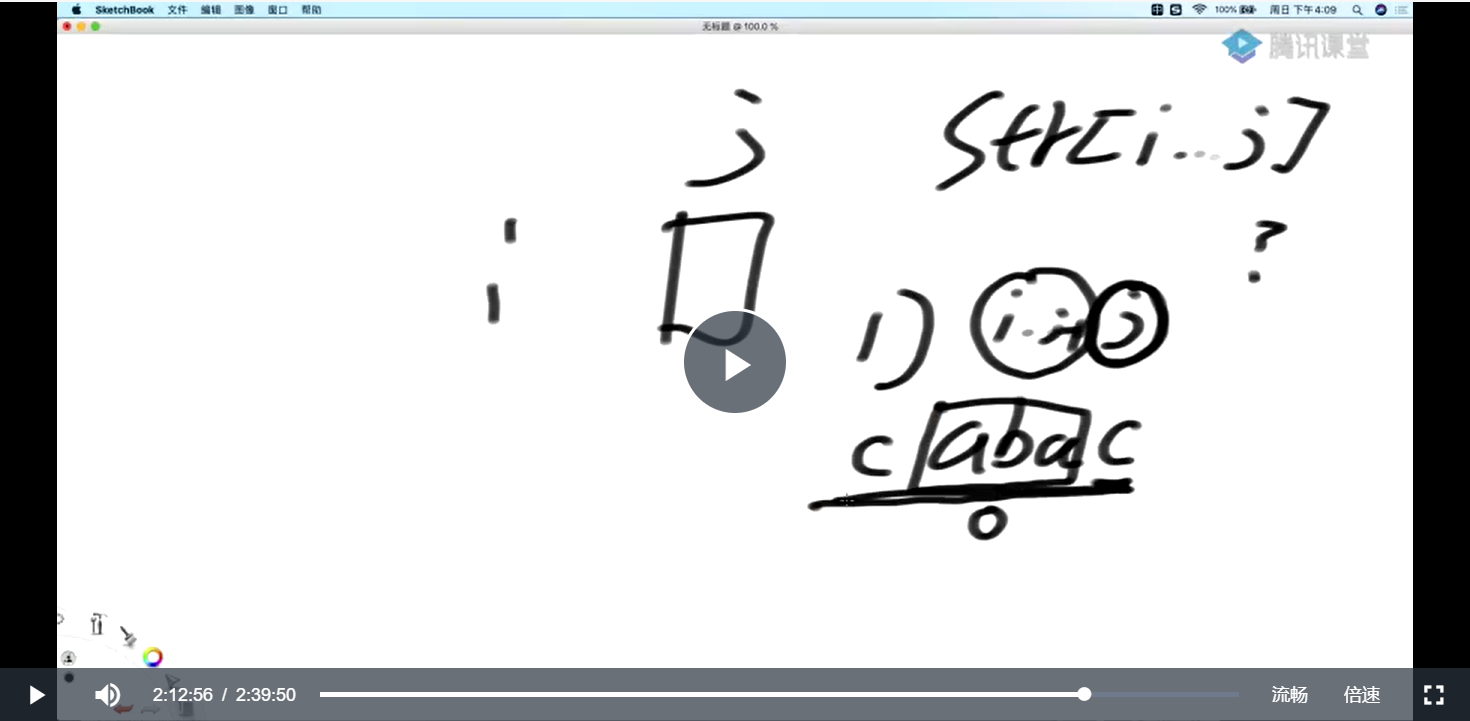 SketchBook 文件 编辑 图像 窗口 帮助 100% 周日下午4:09
无标题 @ 100.0 %
腾讯课堂
j Str[i...j]
i ?
1) i..j-1 j
c aba c
0
2:12:56 / 2:39:50 流畅 倍速